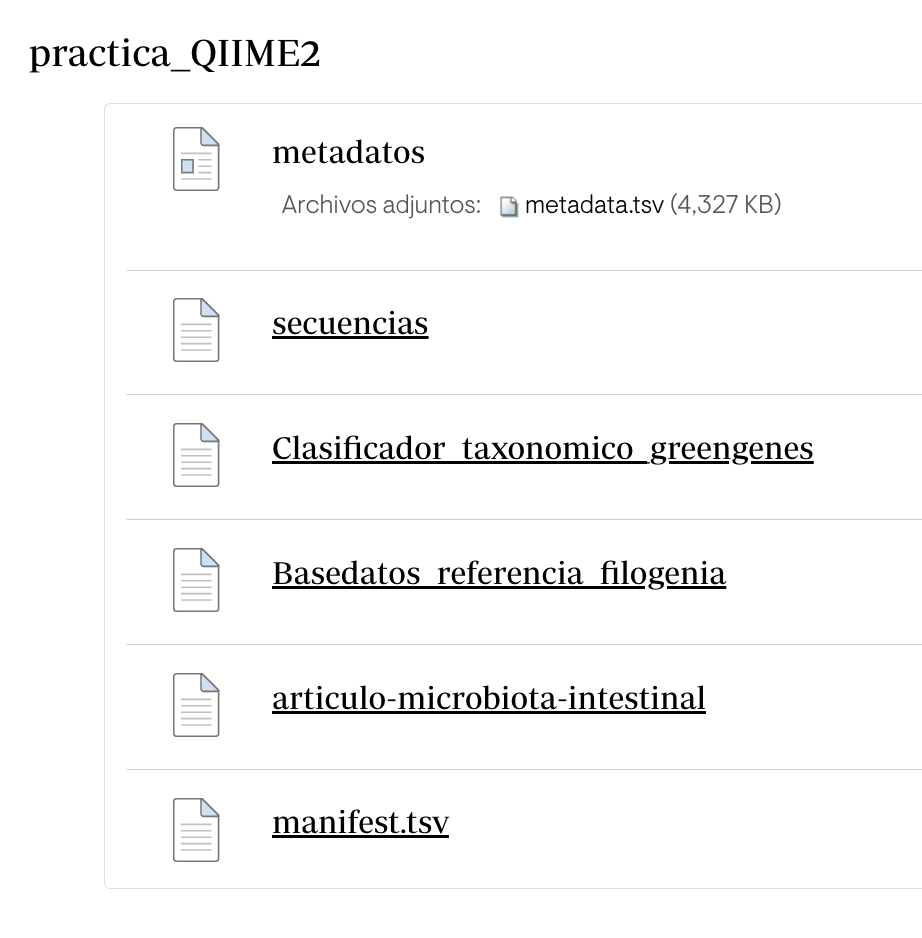 practica_QIIME2
metadatos
Archivos adjuntos: metadata.tsv (4,327 KB)
secuencias
Clasificador_taxonomico_greengenes
Basedatos_referencia_filogenia
articulo-microbiota-intestinal
manifest.tsv